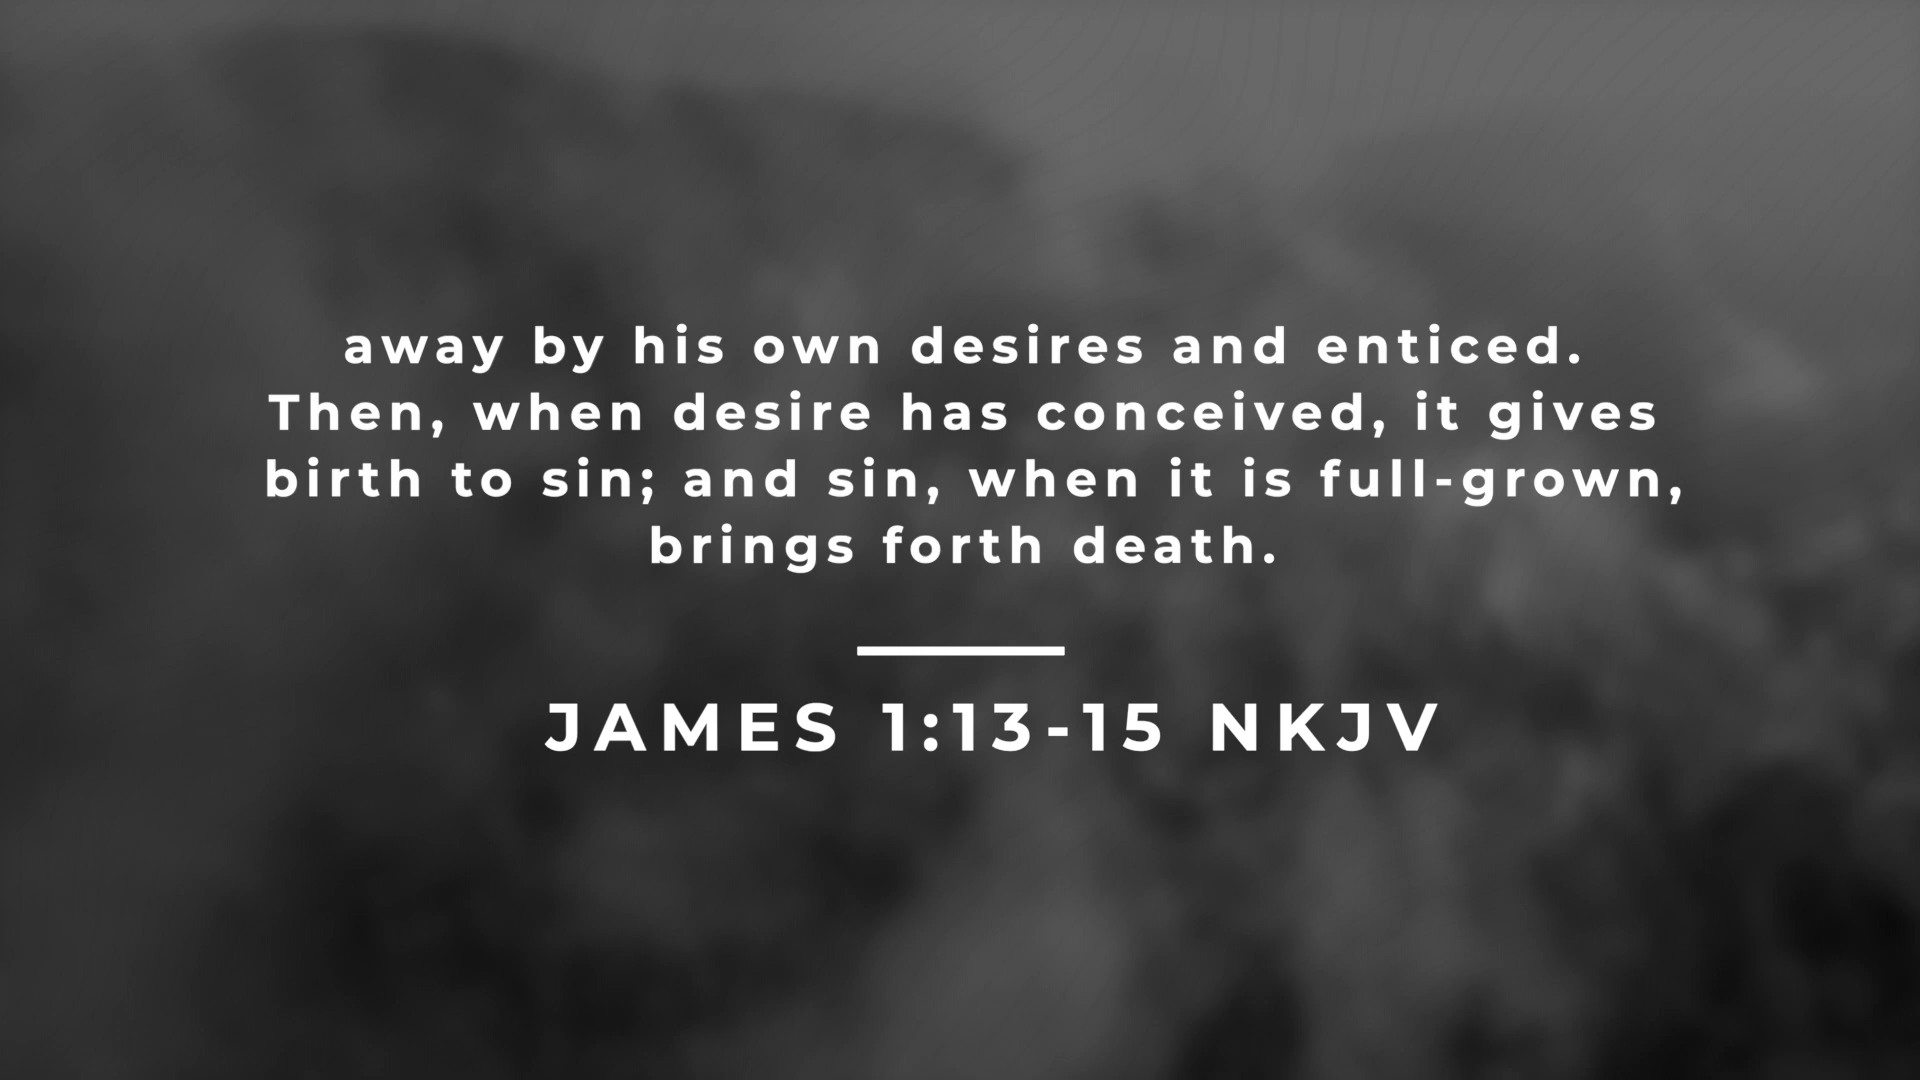 away by his own desires and enticed.
Then, when desire has conceived, it gives
birth to sin; and sin, when it is full-grown,
brings forth death.
JAMES 1:13-15 NKJV